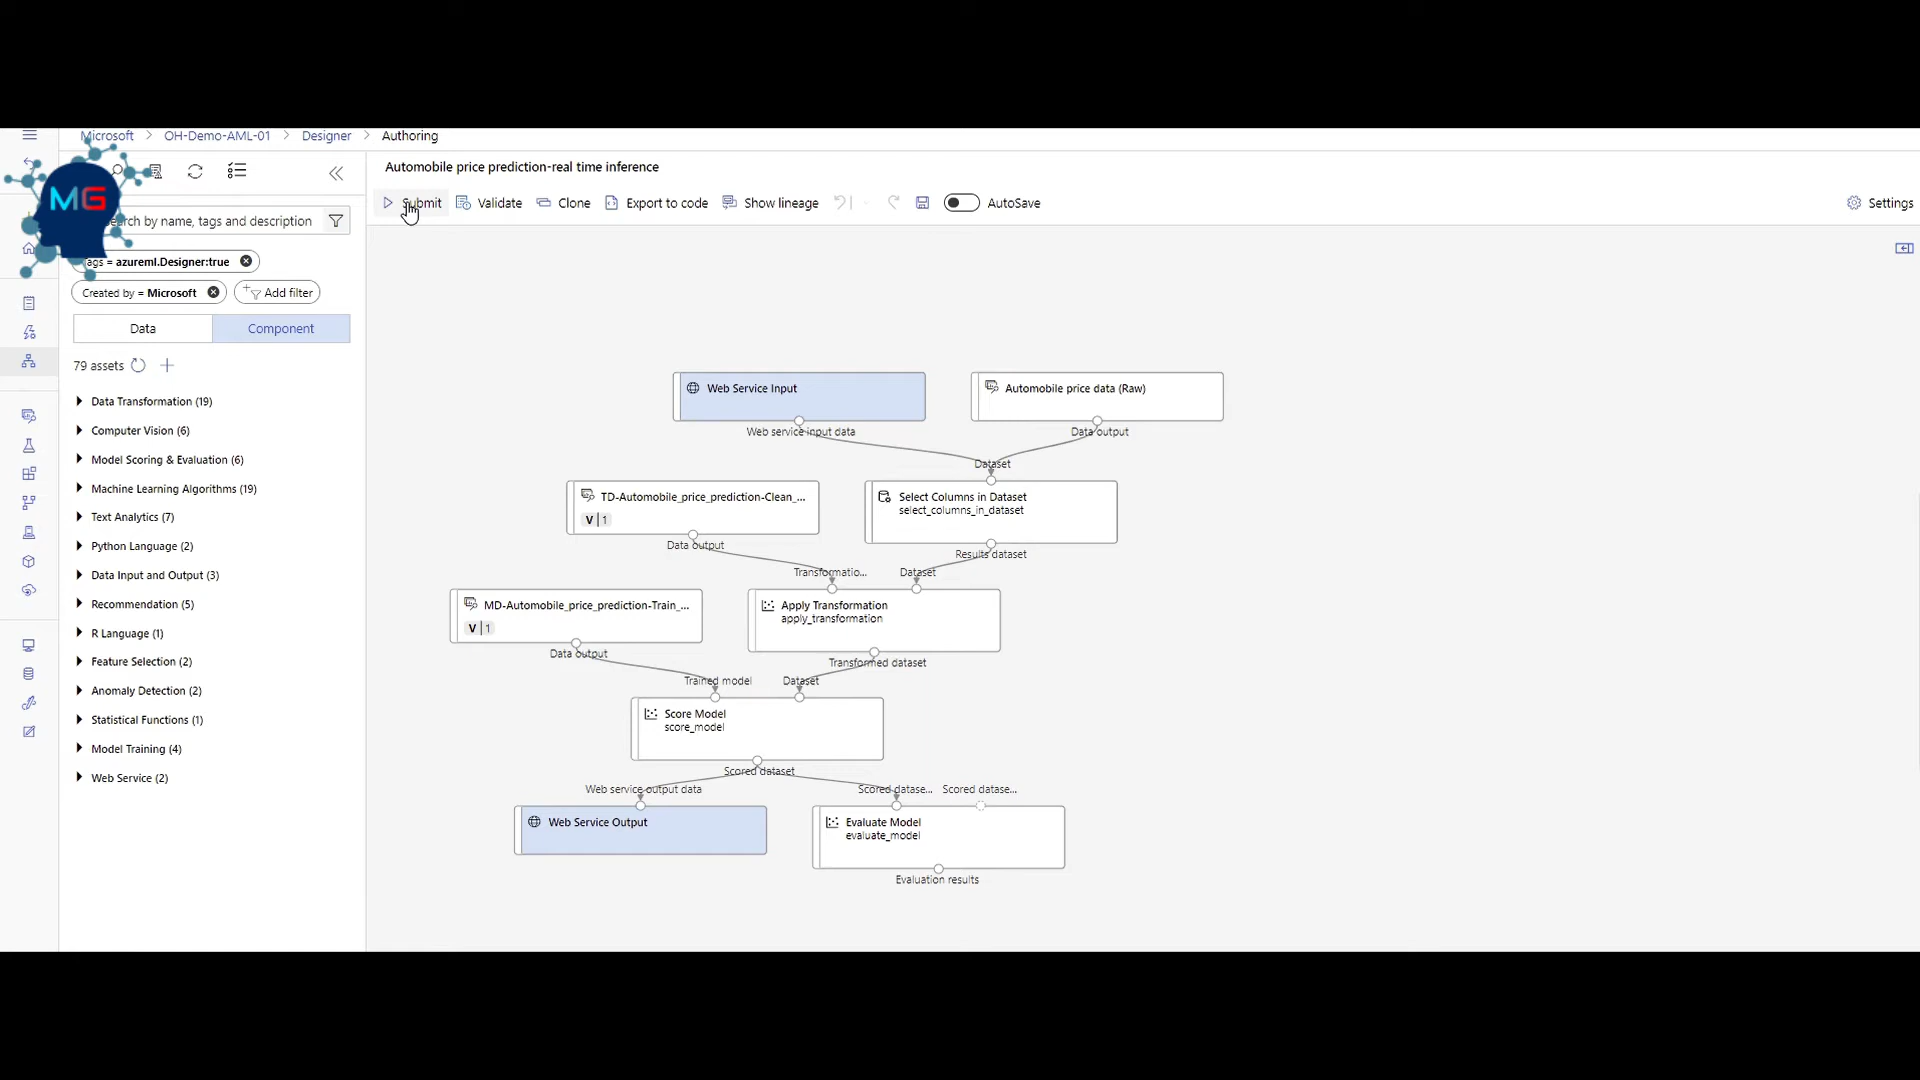 Microsoft > OH-Demo-AML-01 > Designer > Authoring
MG
Automobile price prediction-real time inference
Submit Validate Clone Export to code Show lineage AutoSave Settings
search by name, tags and description
Tags = azureml.Designer:true
Created by = Microsoft Add filter
Data Component
79 assets
Data Transformation (19)
Computer Vision (6)
Model Scoring & Evaluation (6)
Machine Learning Algorithms (19)
Text Analytics (7)
Python Language (2)
Data Input and Output (3)
Recommendation (5)
R Language (1)
Feature Selection (2)
Anomaly Detection (2)
Statistical Functions (1)
Model Training (4)
Web Service (2)
Web Service Input
Web service input data
Automobile price data (Raw)
Data output
Dataset
TD-Automobile_price_prediction-Clean_...
V | 1
Data output
Select Columns in Dataset
select_columns_in_dataset
Results dataset
Transformatio... Dataset
MD-Automobile_price_prediction-Train_...
V | 1
Data output
Apply Transformation
apply_transformation
Transformed dataset
Trained model Dataset
Score Model
score_model
Scored dataset
Web service output data
Scored datase... Scored datase...
Web Service Output
Evaluate Model
evaluate_model
Evaluation results